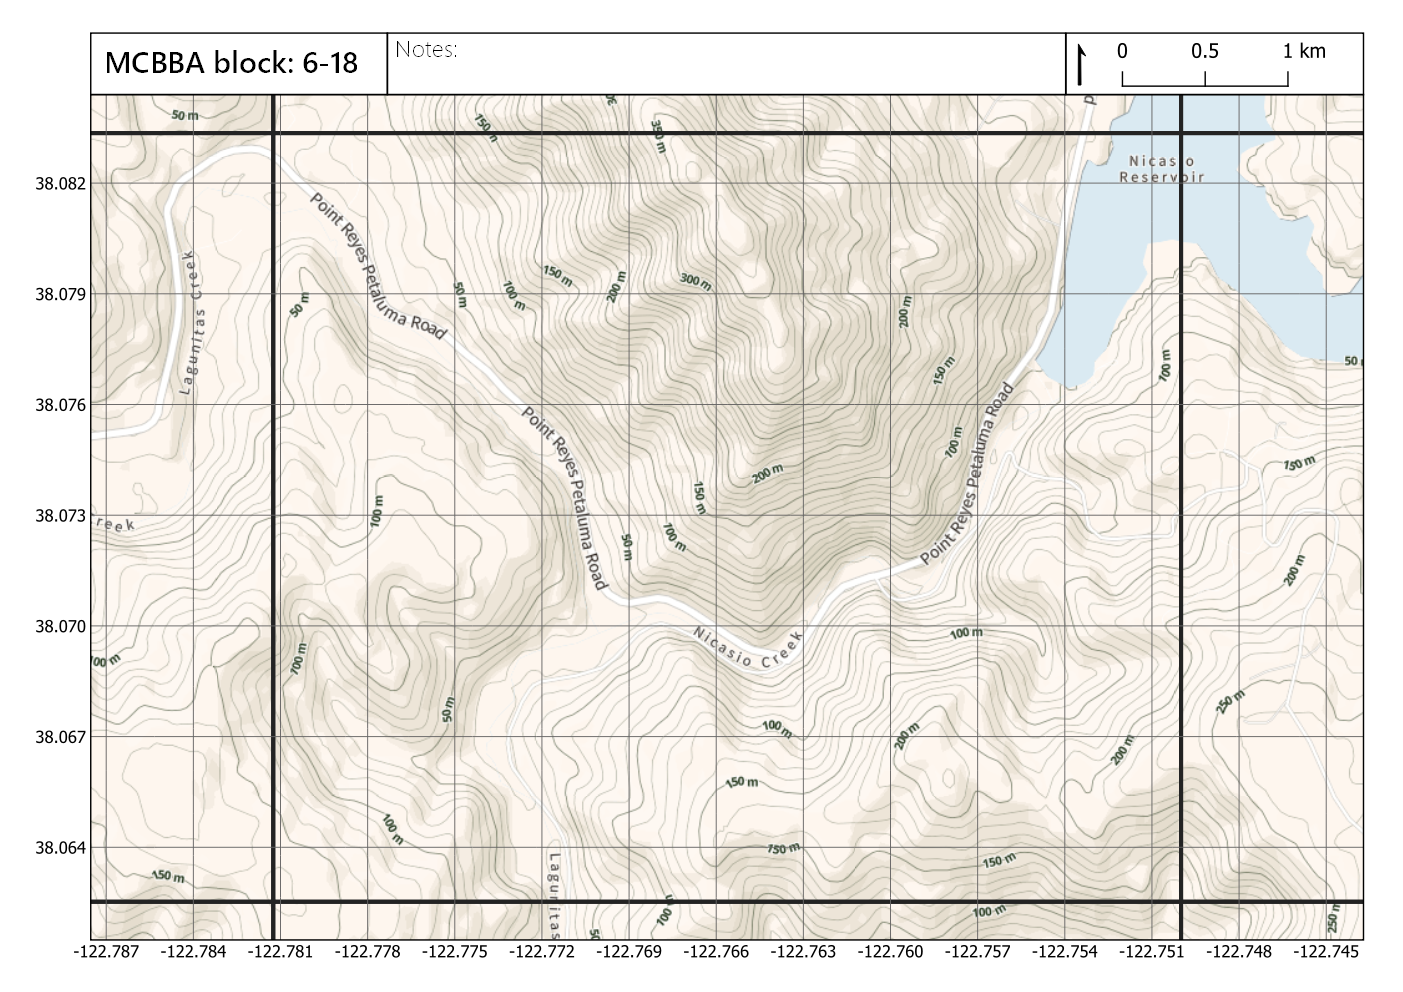 MCBBA block: 6-18
Notes:
0 0.5 1 km
50 m
150 m
350 m
Nicasio
Reservoir
38.082
Point Reyes Petaluma Road
Lagunitas Creek
38.079
50 m
50 m
100 m
150 m
200 m
300 m
200 m
150 m
100 m
50
38.076
Point Reyes Petaluma Road
Point Reyes Petaluma Road
100 m
200 m
150 m
150 m
38.073
reek
100 m
100 m
50 m
200 m
38.070
Nicasio Creek
100 m
00 m
100 m
50 m
250 m
38.067
100 m
200 m
200 m
150 m
100 m
38.064
150 m
150 m
150 m
Lagunitas
100
100 m
250 m
-122.787 -122.784 -122.781 -122.778 -122.775 -122.772 -122.769 -122.766 -122.763 -122.760 -122.757 -122.754 -122.751 -122.748 -122.745